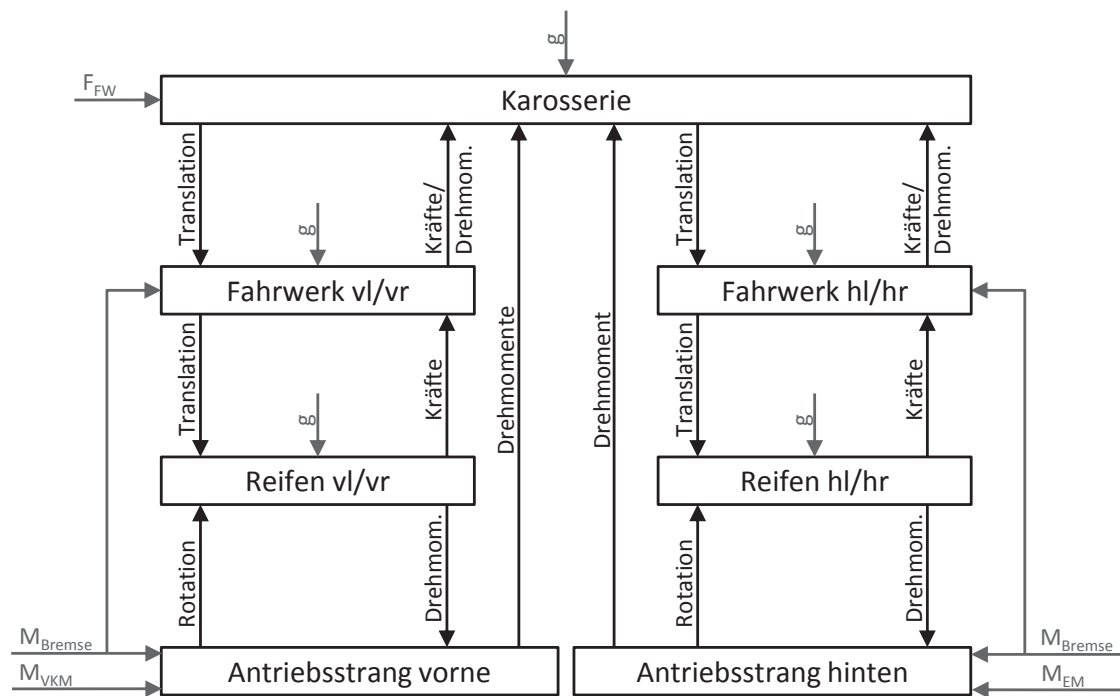 g
F_FW
Karosserie
Translation
Kräfte/
Drehmom.
Translation
Kräfte/
Drehmom.
g
g
Fahrwerk vl/vr
Fahrwerk hl/hr
Drehmomente
Drehmoment
Translation
Kräfte
Translation
Kräfte
g
g
Reifen vl/vr
Reifen hl/hr
Rotation
Drehmom.
Rotation
Drehmom.
M_Bremse
M_Bremse
Antriebsstrang vorne
Antriebsstrang hinten
M_VKM
M_EM